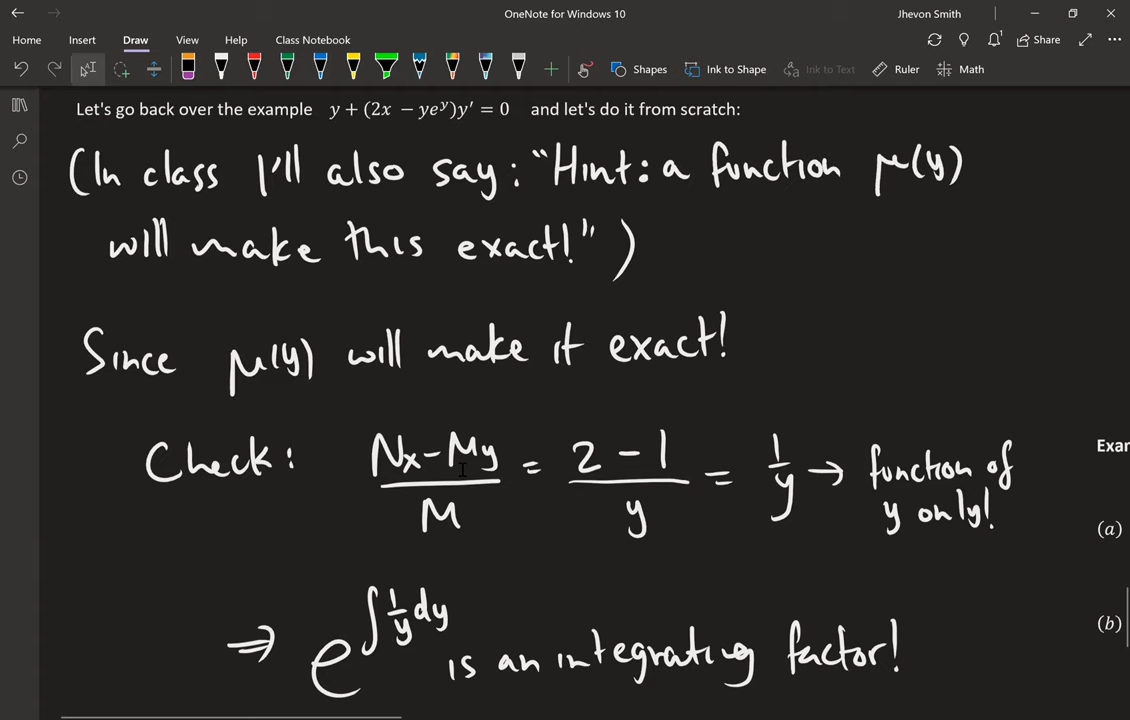 OneNote for Windows 10
Jhevon Smith
Home Insert Draw View Help Class Notebook
Share
Shapes Ink to Shape Ink to Text Ruler Math
Let's go back over the example y + (2x − ye^y)y′ = 0 and let's do it from scratch:
(In class I'll also say: "Hint: a function μ(y)
will make this exact!")
Since μ(y) will make it exact!
Check: (Nx − My)/M = (2 − 1)/y = 1/y → function of
y only!
⇒ e^∫(1/y)dy is an integrating factor!
Exar
(a)
(b)